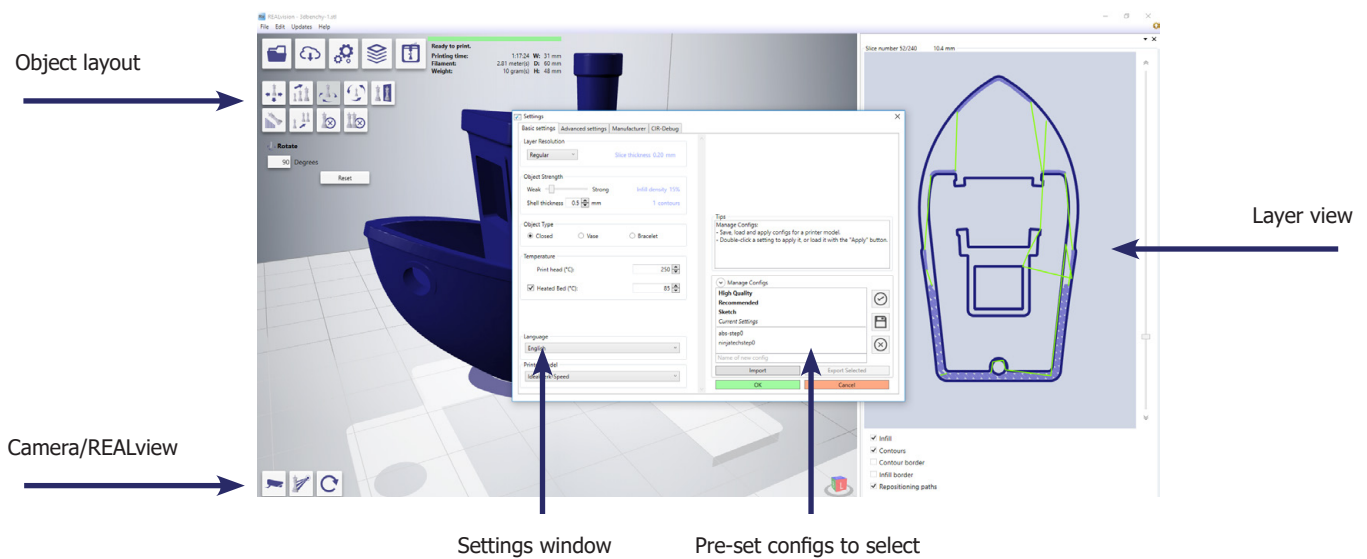 REALvision - 3dbenchy-1.stl
File Edit Updates Help
Ready to print.
Printing time: 1:17:24 W: 31 mm
Filament: 2.81 meter(s) D: 60 mm
Weight: 10 gram(s) H: 48 mm
Slice number 52/240 10.4 mm
Object layout
Rotate
90 Degrees
Reset
Settings
Basic settings Advanced settings Manufacturer CIR-Debug
Layer Resolution
Regular Slice thickness 0.20 mm
Object Strength
Weak Strong Infill density 15%
Shell thickness 0.5 mm 1 contours
Object Type
Closed Vase Bracelet
Temperature
Print head (°C): 250
Heated Bed (°C): 85
Language
English
Tips
Manage Configs:
- Save, load and apply configs for a printer model.
- Double-click a setting to apply it, or load it with the "Apply" button.
Manage Configs
High Quality
Recommended
Sketch
Current Settings
abs-step0
ninjatechstep0
Name of new config
Import Export Selected
OK Cancel
Layer view
Infill
Contours
Contour border
Infill border
Repositioning paths
Camera/REALview
Settings window
Pre-set configs to select